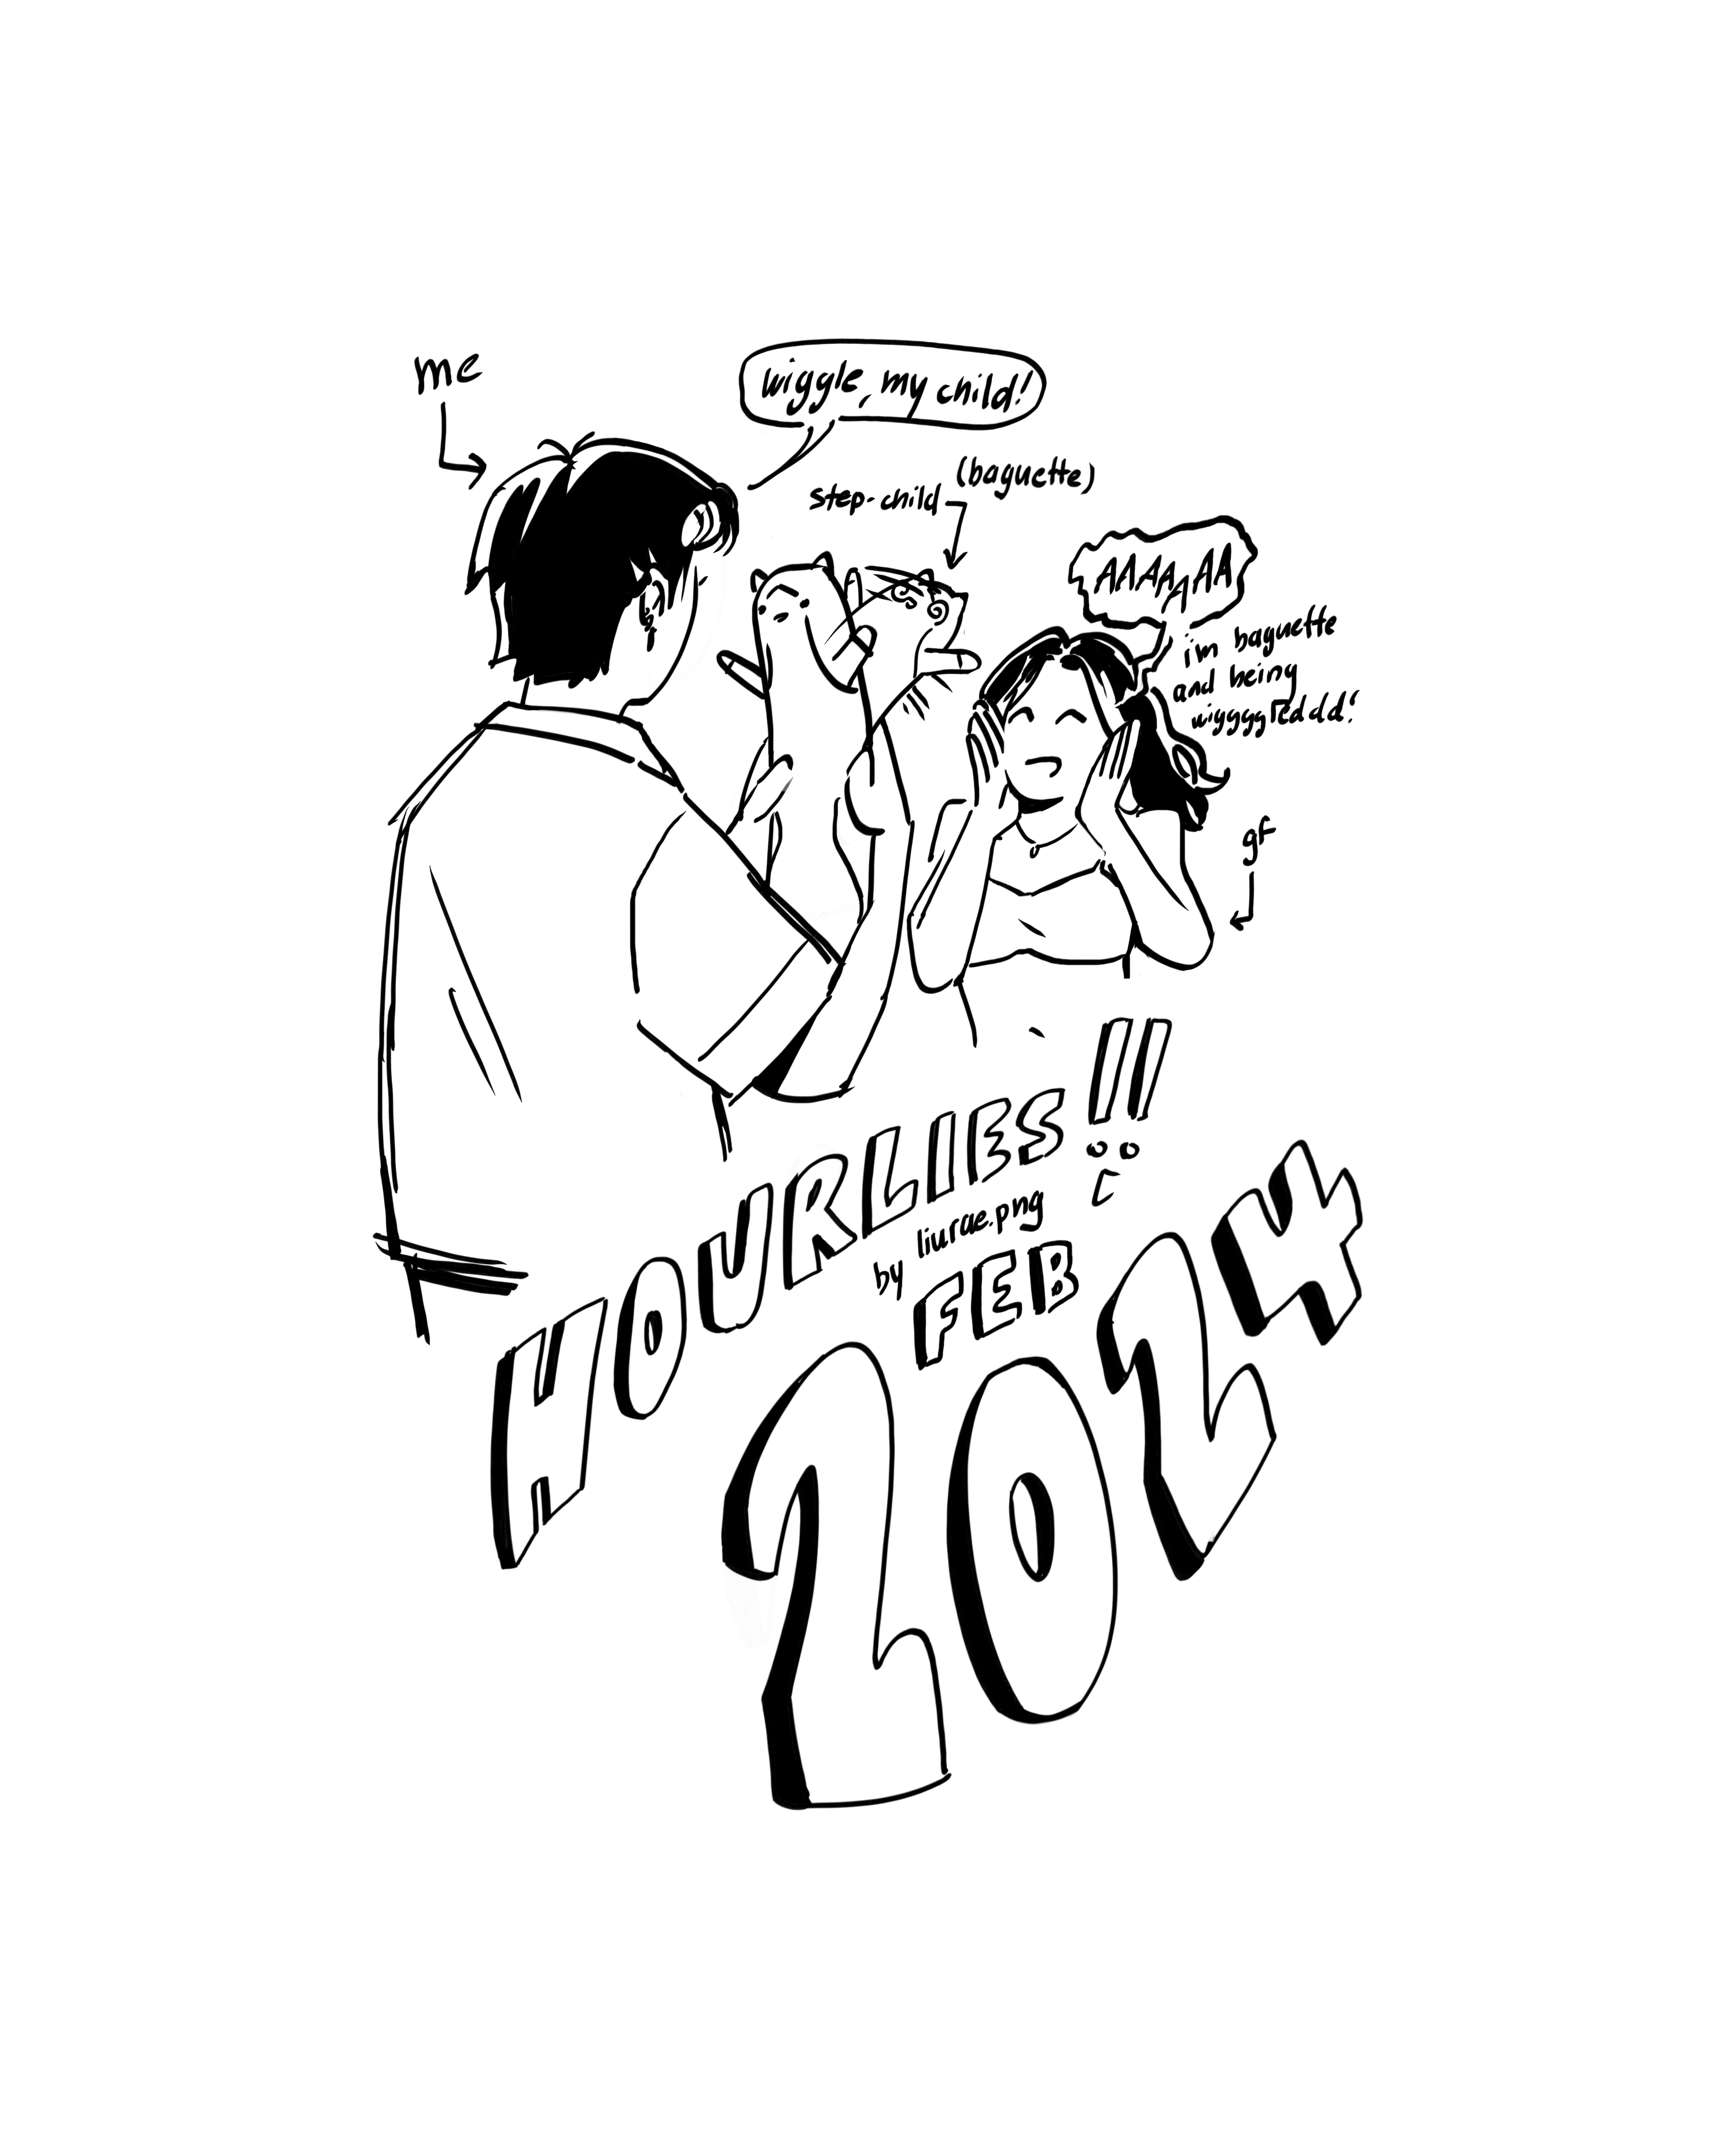 me
wiggle, my child!
(baguette)
step-child
AAAAAAA
i'm baguette
and being
wiggggledddd!
gf
HOURLIES!!
by liurae.png
FEB
2024